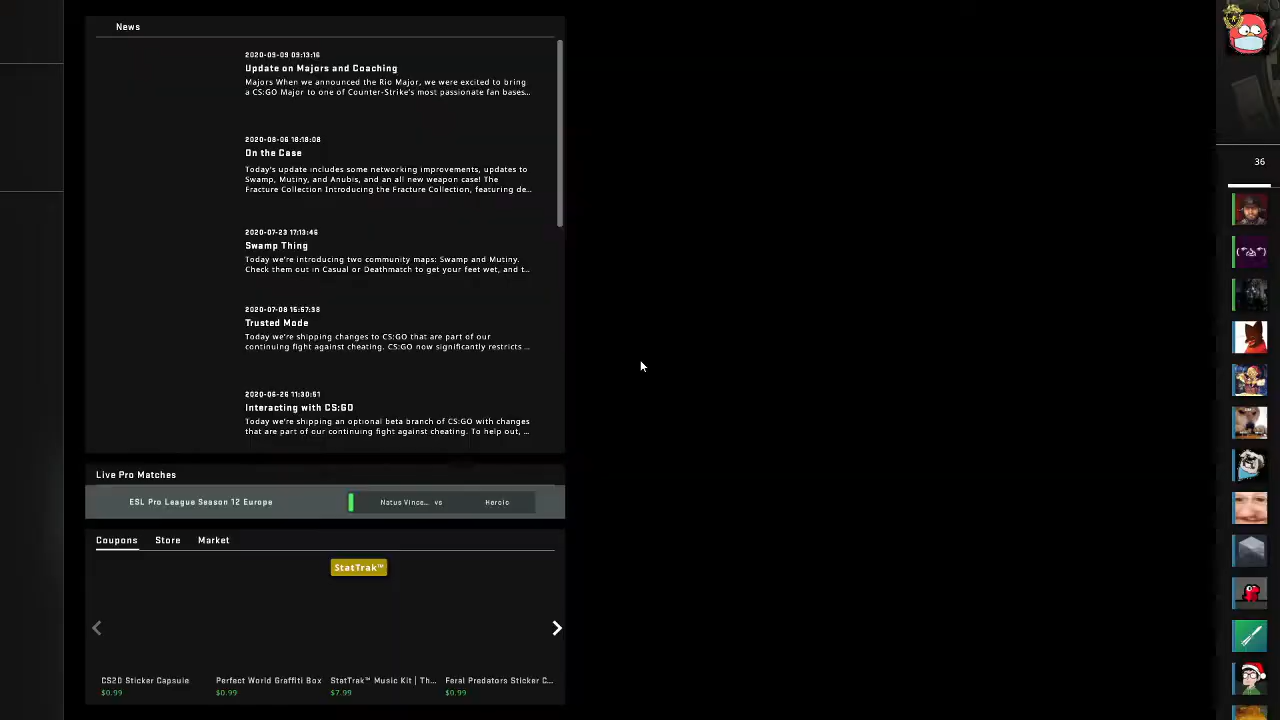 News
2020-09-09 09:13:16
Update on Majors and Coaching
Majors When we announced the Rio Major, we were excited to bring
a CS:GO Major to one of Counter-Strike's most passionate fan bases...
2020-08-06 18:18:08
On the Case
Today's update includes some networking improvements, updates to
Swamp, Mutiny, and Anubis, and an all new weapon case! The
Fracture Collection Introducing the Fracture Collection, featuring de...
2020-07-23 17:13:46
Swamp Thing
Today we're introducing two community maps: Swamp and Mutiny.
Check them out in Casual or Deathmatch to get your feet wet, and t...
2020-07-08 15:57:38
Trusted Mode
Today we're shipping changes to CS:GO that are part of our
continuing fight against cheating. CS:GO now significantly restricts ...
2020-06-26 11:30:51
Interacting with CS:GO
Today we're shipping an optional beta branch of CS:GO with changes
that are part of our continuing fight against cheating. To help out, ...
Live Pro Matches
ESL Pro League Season 12 Europe
Natus Vince... vs Heroic
Coupons Store Market
StatTrak™
CS20 Sticker Capsule
$0.99
Perfect World Graffiti Box
$0.99
StatTrak™ Music Kit | Th...
$7.99
Feral Predators Sticker C...
$0.99
36